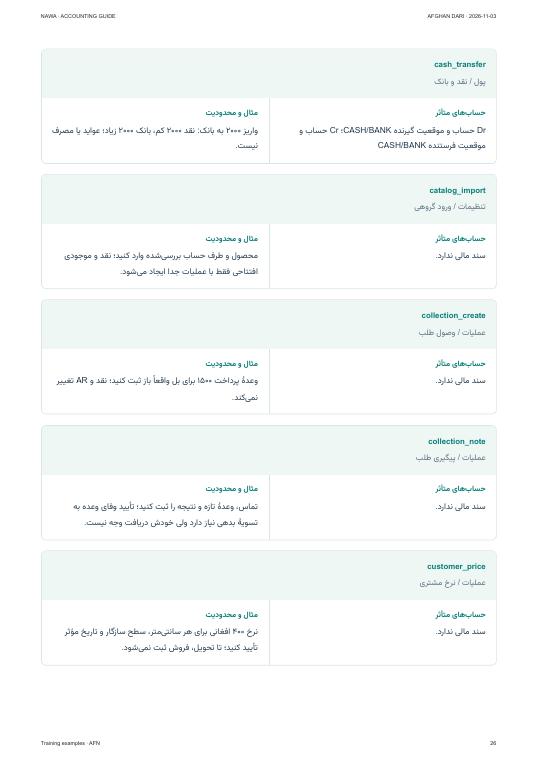 NAWA · ACCOUNTING GUIDE
AFGHAN DARI · 2026-11-03
cash_transfer
پول / نقد و بانک
حساب‌های متأثر
Dr حساب و موقعیت گیرنده CASH/BANK؛ Cr حساب و
موقعیت فرستنده CASH/BANK
مثال و محدودیت
واریز ۲۰۰۰ به بانک: نقد ۲۰۰۰ کم، بانک ۲۰۰۰ زیاد؛ عواید یا مصرف
نیست.
catalog_import
تنظیمات / ورود گروهی
حساب‌های متأثر
سند مالی ندارد.
مثال و محدودیت
محصول و طرف حساب بررسی‌شده وارد کنید؛ نقد و موجودی
افتتاحی فقط با عملیات جدا ایجاد می‌شود.
collection_create
عملیات / وصول طلب
حساب‌های متأثر
سند مالی ندارد.
مثال و محدودیت
وعدهٔ پرداخت ۱۵۰۰ برای بل واقعاً باز ثبت کنید؛ نقد و AR تغییر
نمی‌کند.
collection_note
عملیات / پیگیری طلب
حساب‌های متأثر
سند مالی ندارد.
مثال و محدودیت
تماس، وعدهٔ تازه و نتیجه را ثبت کنید؛ تأیید وفای وعده به
تسویهٔ بدهی نیاز دارد ولی خودش دریافت وجه نیست.
customer_price
عملیات / نرخ مشتری
حساب‌های متأثر
سند مالی ندارد.
مثال و محدودیت
نرخ ۴۰۰ افغانی برای هر سانتی‌متر، سطح سازگار و تاریخ مؤثر
تأیید کنید؛ تا تحویل، فروش ثبت نمی‌شود.
Training examples · AFN
26